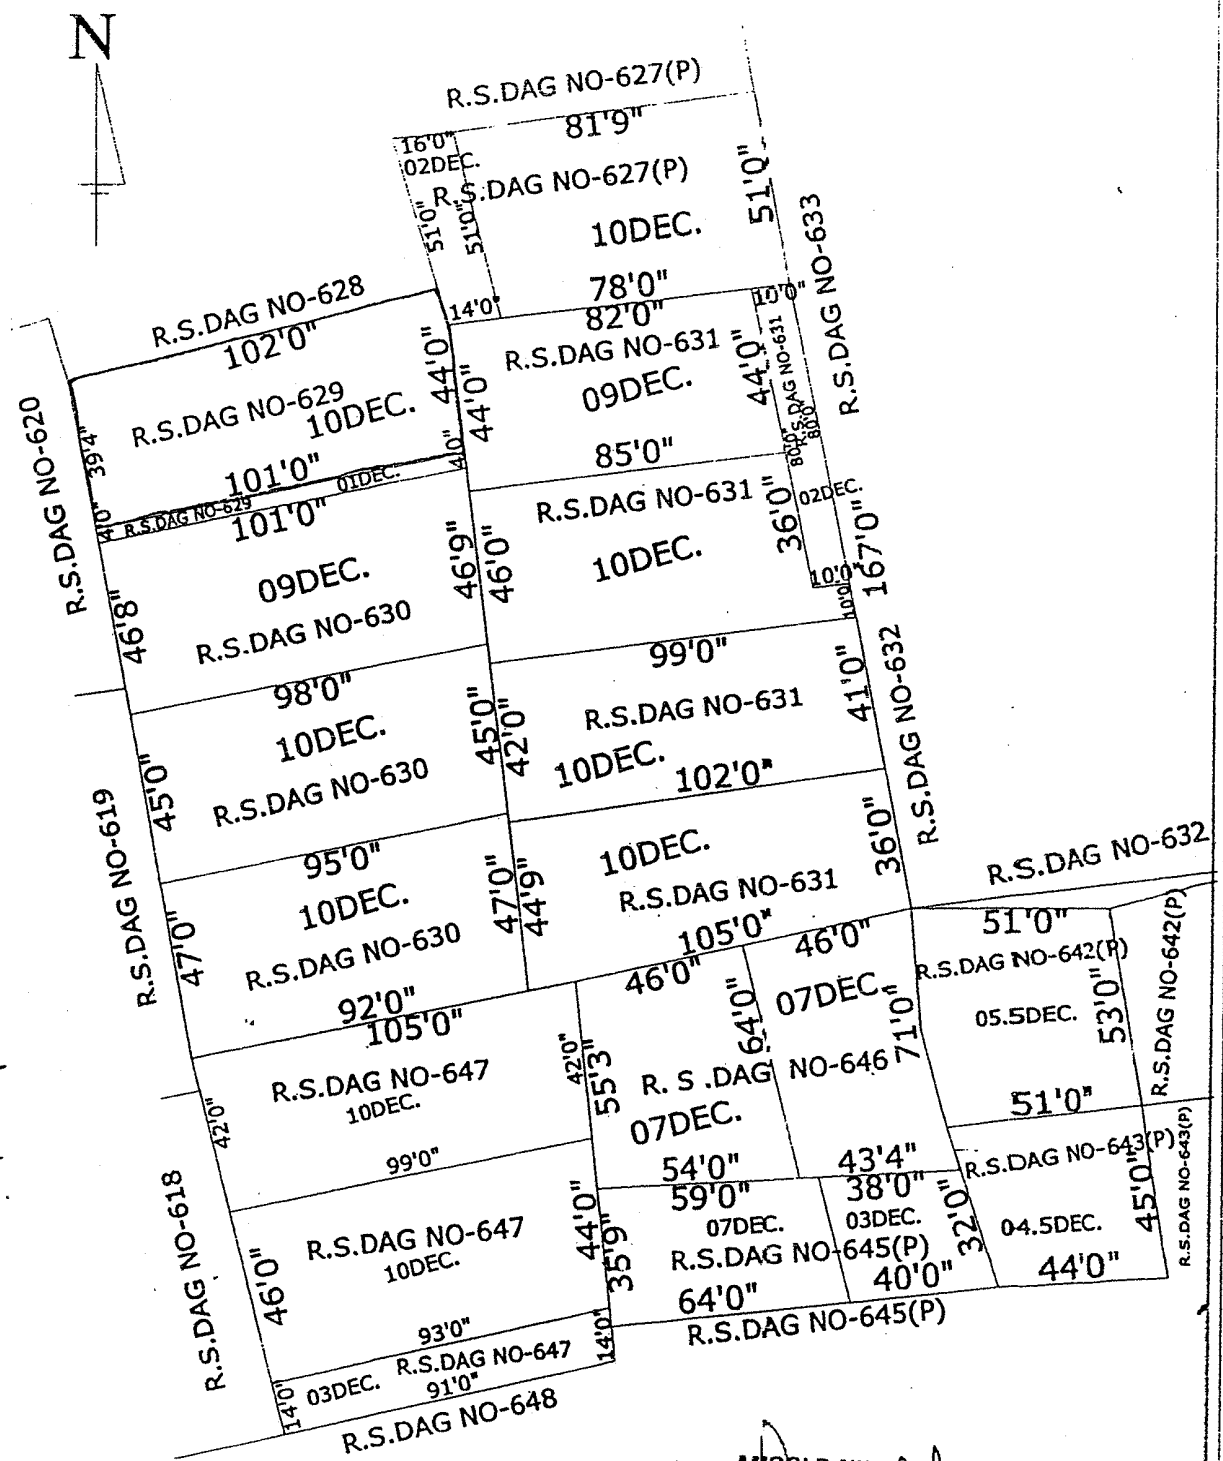 N
R.S.DAG NO-627(P)
81'9"
16'0"
02DEC.
R.S.DAG NO-627(P)
51'0"
51'0"
51'0"
10DEC.
R.S.DAG NO-633
78'0"
14'0"
10'0"
82'0"
R.S.DAG NO-628
102'0"
44'0"
44'0"
R.S.DAG NO-631
09DEC.
44'0"
R.S.DAG NO-631
R.S.DAG NO-629
10DEC.
39'4"
R.S.DAG NO-620
80'0"
80'0"
85'0"
101'0"
4'0"
01DEC.
R.S.DAG NO-629
4'0"
101'0"
R.S.DAG NO-631
36'0"
02DEC.
10DEC.
167'0"
10'0"
10'0"
09DEC.
46'9"
46'0"
46'8"
R.S.DAG NO-630
99'0"
98'0"
10DEC.
45'0"
42'0"
R.S.DAG NO-631
41'0"
R.S.DAG NO-632
10DEC.
102'0"
45'0"
R.S.DAG NO-630
R.S.DAG NO-619
95'0"
10DEC.
47'0"
44'9"
10DEC.
36'0"
R.S.DAG NO-631
R.S.DAG NO-632
47'0"
R.S.DAG NO-630
92'0"
105'0"
105'0"
46'0"
46'0"
51'0"
R.S.DAG NO-642(P)
R.S.DAG NO-642(P)
07DEC.
64'0"
71'0"
05.5DEC.
53'0"
R.S.DAG NO-647
10DEC.
42'0"
55'3"
R. S .DAG NO-646
07DEC.
42'0"
99'0"
51'0"
54'0"
43'4"
R.S.DAG NO-643(P)
R.S.DAG NO-643(P)
R.S.DAG NO-618
59'0"
38'0"
07DEC.
03DEC.
32'0"
04.5DEC.
45'0"
R.S.DAG NO-647
10DEC.
44'0"
35'9"
R.S.DAG NO-645(P)
46'0"
64'0"
40'0"
44'0"
R.S.DAG NO-645(P)
93'0"
14'0"
R.S.DAG NO-647
03DEC.
91'0"
14'0"
R.S.DAG NO-648